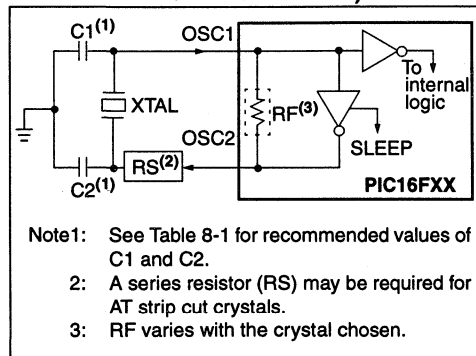 C1(1)
OSC1
To
internal
logic
XTAL
RF(3)
OSC2
SLEEP
RS(2)
C2(1)
PIC16FXX
Note1: See Table 8-1 for recommended values of
C1 and C2.
2: A series resistor (RS) may be required for
AT strip cut crystals.
3: RF varies with the crystal chosen.